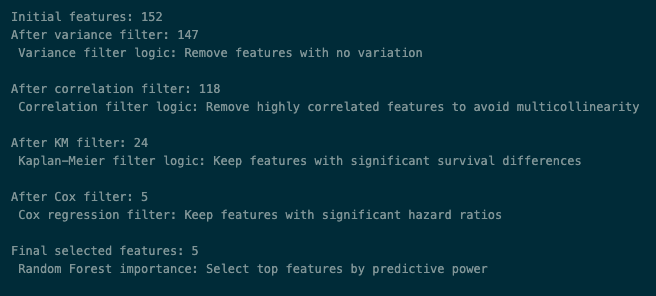 Initial features: 152
After variance filter: 147
Variance filter logic: Remove features with no variation
After correlation filter: 118
Correlation filter logic: Remove highly correlated features to avoid multicollinearity
After KM filter: 24
Kaplan-Meier filter logic: Keep features with significant survival differences
After Cox filter: 5
Cox regression filter: Keep features with significant hazard ratios
Final selected features: 5
Random Forest importance: Select top features by predictive power